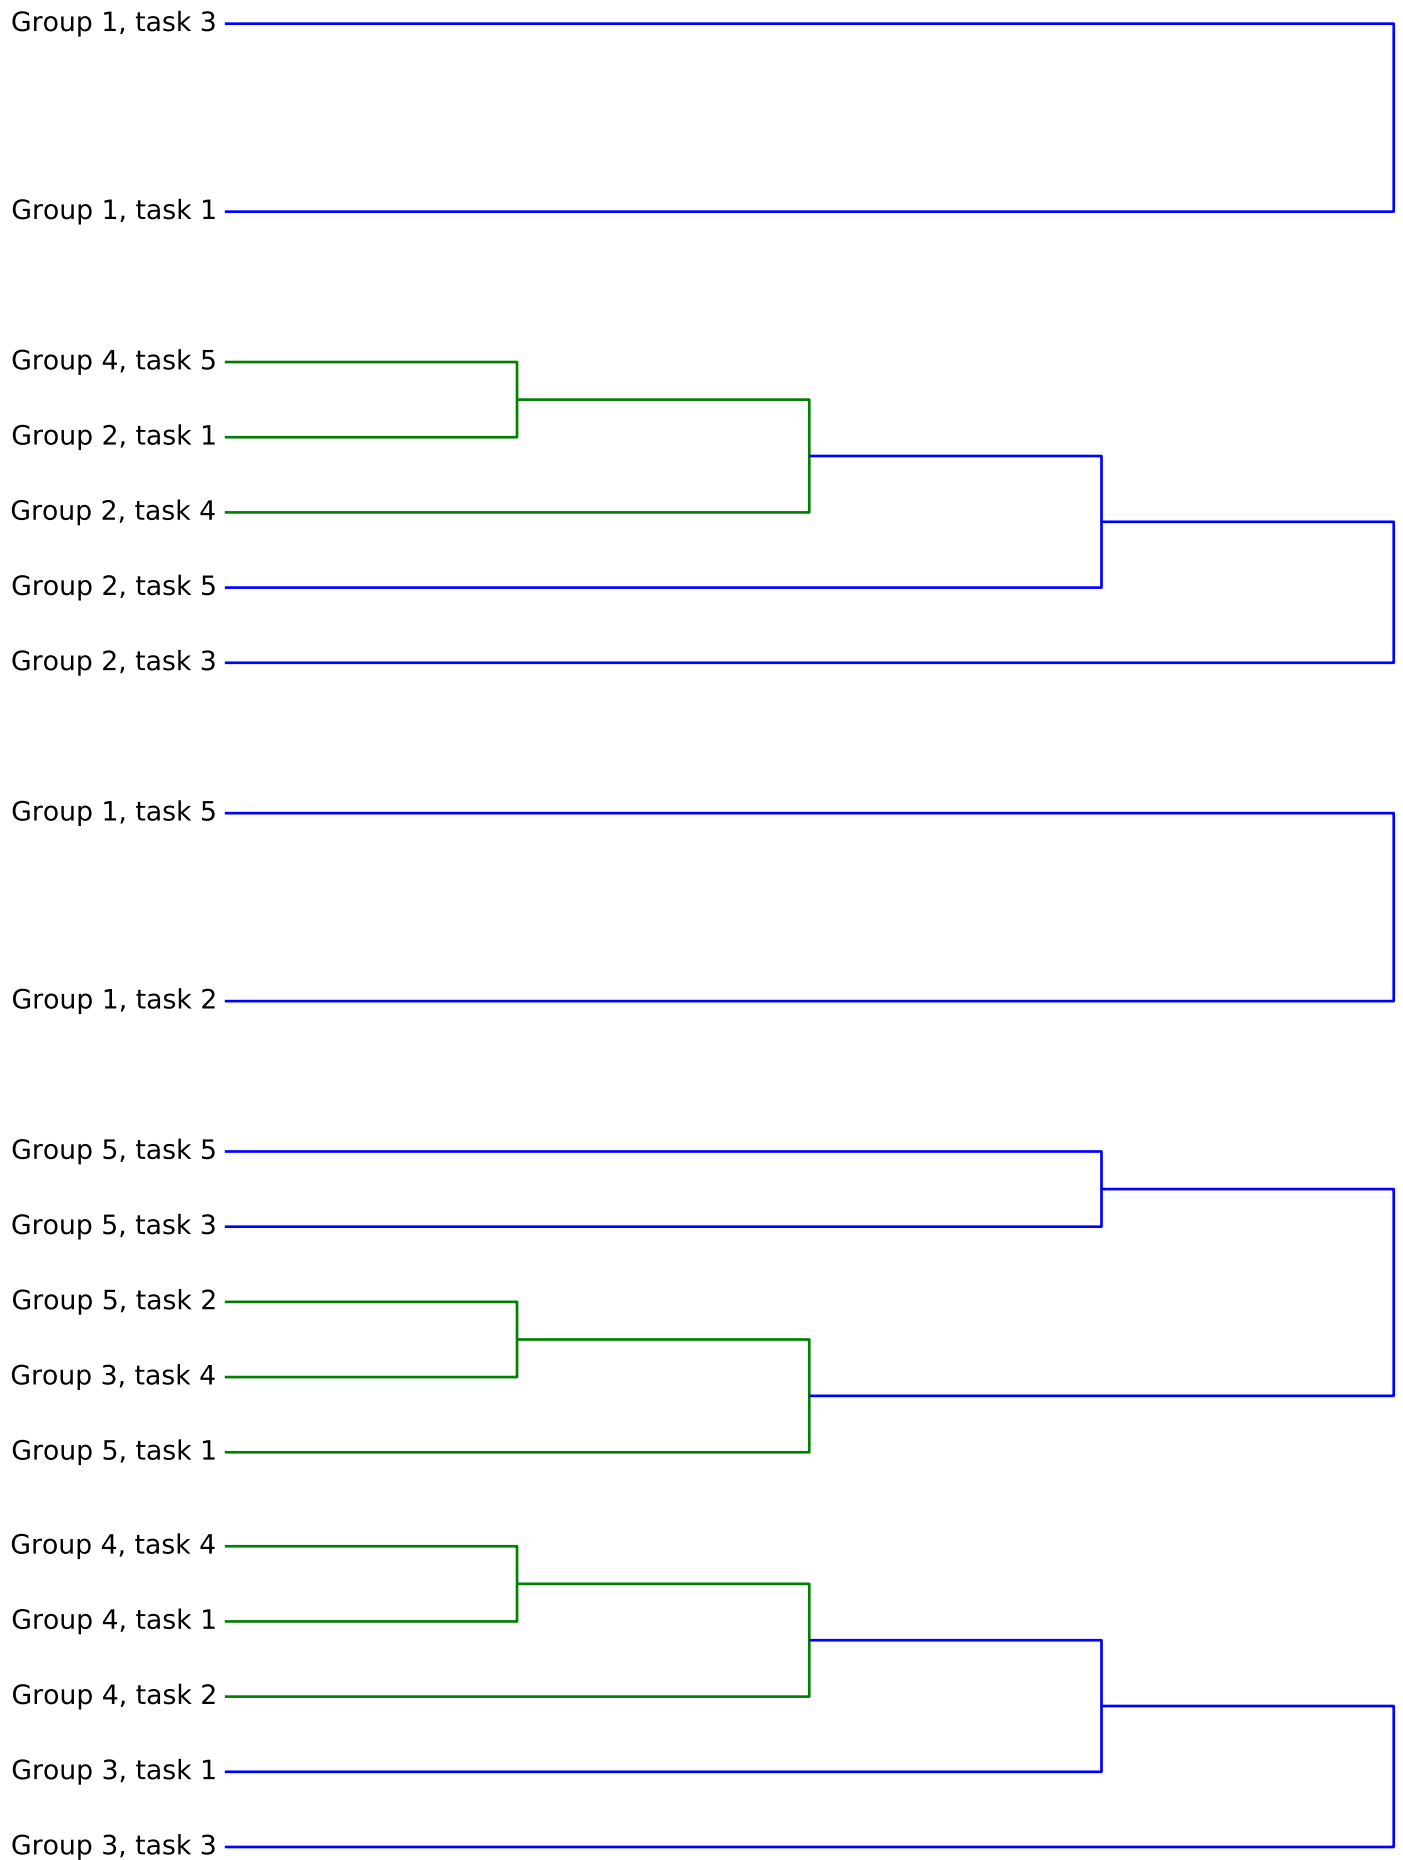 Group 1, task 3
Group 1, task 1
Group 4, task 5
Group 2, task 1
Group 2, task 4
Group 2, task 5
Group 2, task 3
Group 1, task 5
Group 1, task 2
Group 5, task 5
Group 5, task 3
Group 5, task 2
Group 3, task 4
Group 5, task 1
Group 4, task 4
Group 4, task 1
Group 4, task 2
Group 3, task 1
Group 3, task 3